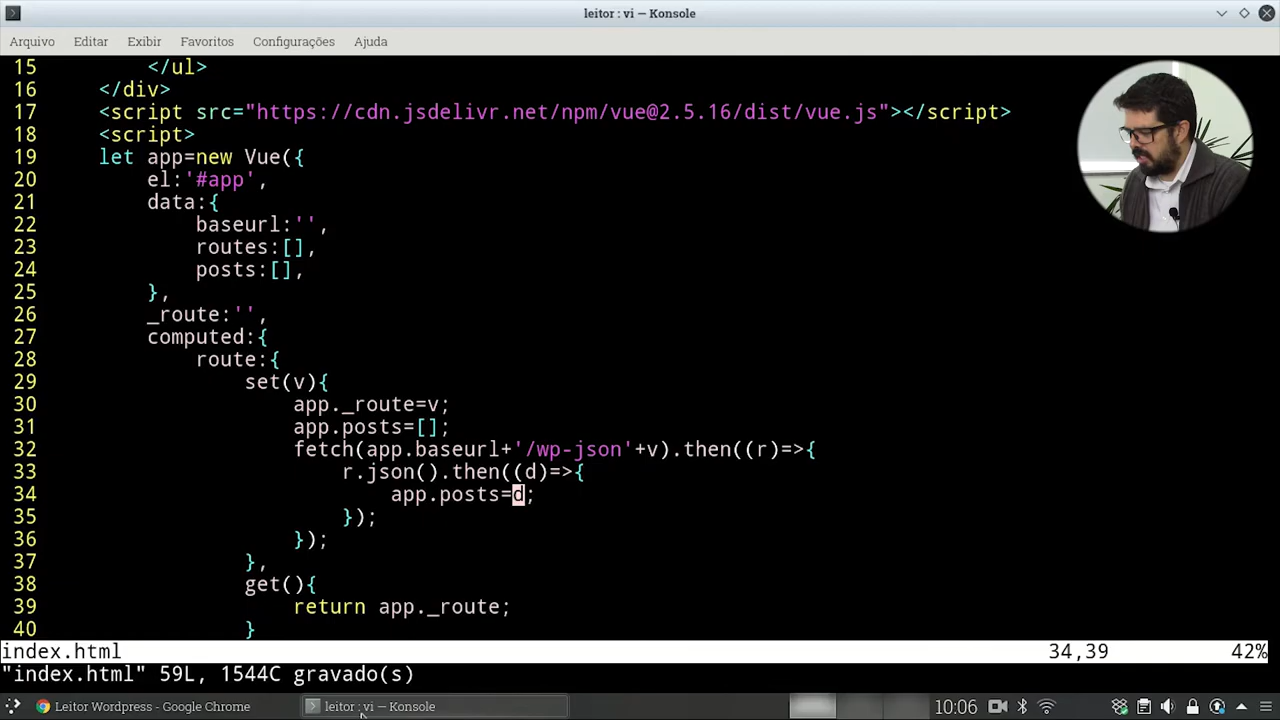 leitor : vi — Konsole
Arquivo Editar Exibir Favoritos Configurações Ajuda
15 </ul>
16 </div>
17 <script src="https://cdn.jsdelivr.net/npm/vue@2.5.16/dist/vue.js"></script>
18 <script>
19 let app=new Vue({
20 el:'#app',
21 data:{
22 baseurl:'',
23 routes:[],
24 posts:[],
25 },
26 _route:'',
27 computed:{
28 route:{
29 set(v){
30 app._route=v;
31 app.posts=[];
32 fetch(app.baseurl+'/wp-json'+v).then((r)=>{
33 r.json().then((d)=>{
34 app.posts=d;
35 });
36 });
37 },
38 get(){
39 return app._route;
40 }
index.html 34,39 42%
"index.html" 59L, 1544C gravado(s)
Leitor Wordpress - Google Chrome leitor : vi — Konsole 10:06